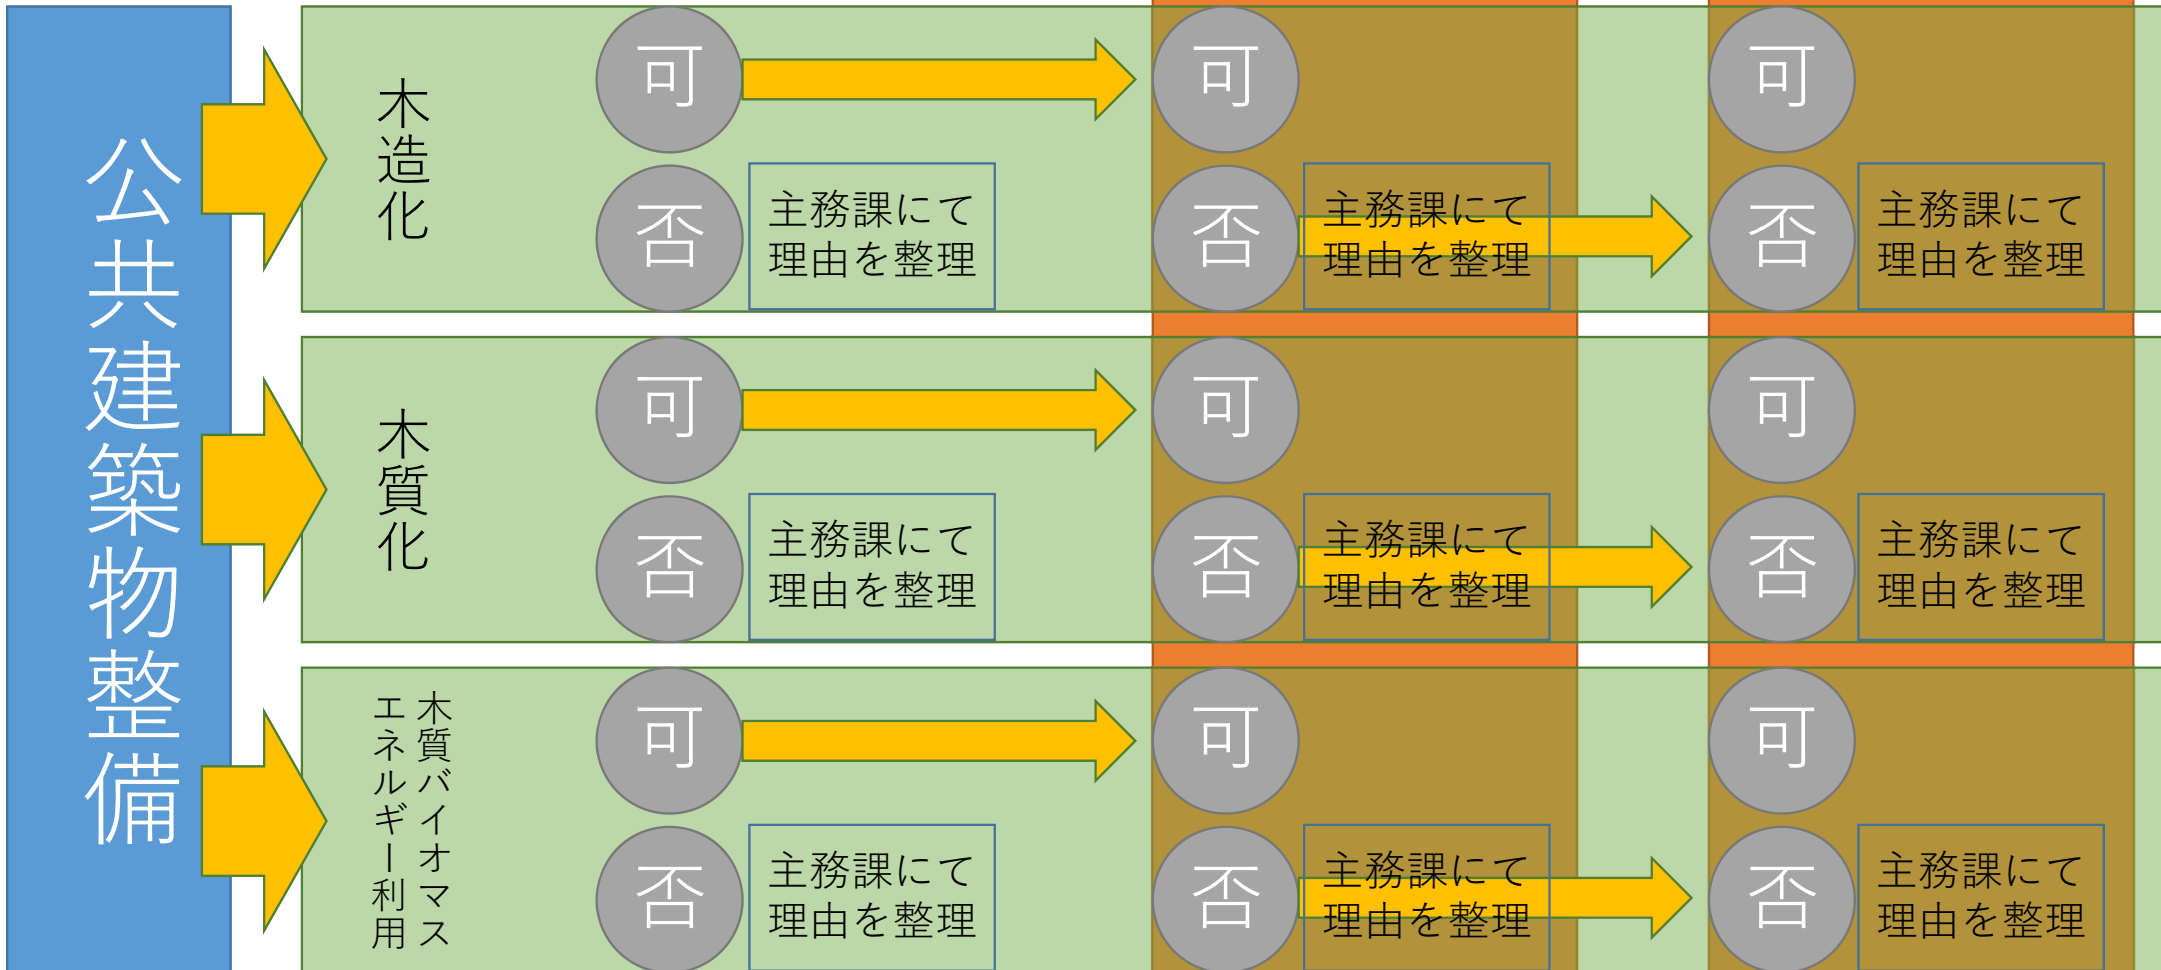 公共建築物整備
木造化
可
可
可
否
主務課にて
理由を整理
否
主務課にて
理由を整理
否
主務課にて
理由を整理
木質化
可
可
可
否
主務課にて
理由を整理
否
主務課にて
理由を整理
否
主務課にて
理由を整理
木質バイオマス
エネルギー利用
可
可
可
否
主務課にて
理由を整理
否
主務課にて
理由を整理
否
主務課にて
理由を整理